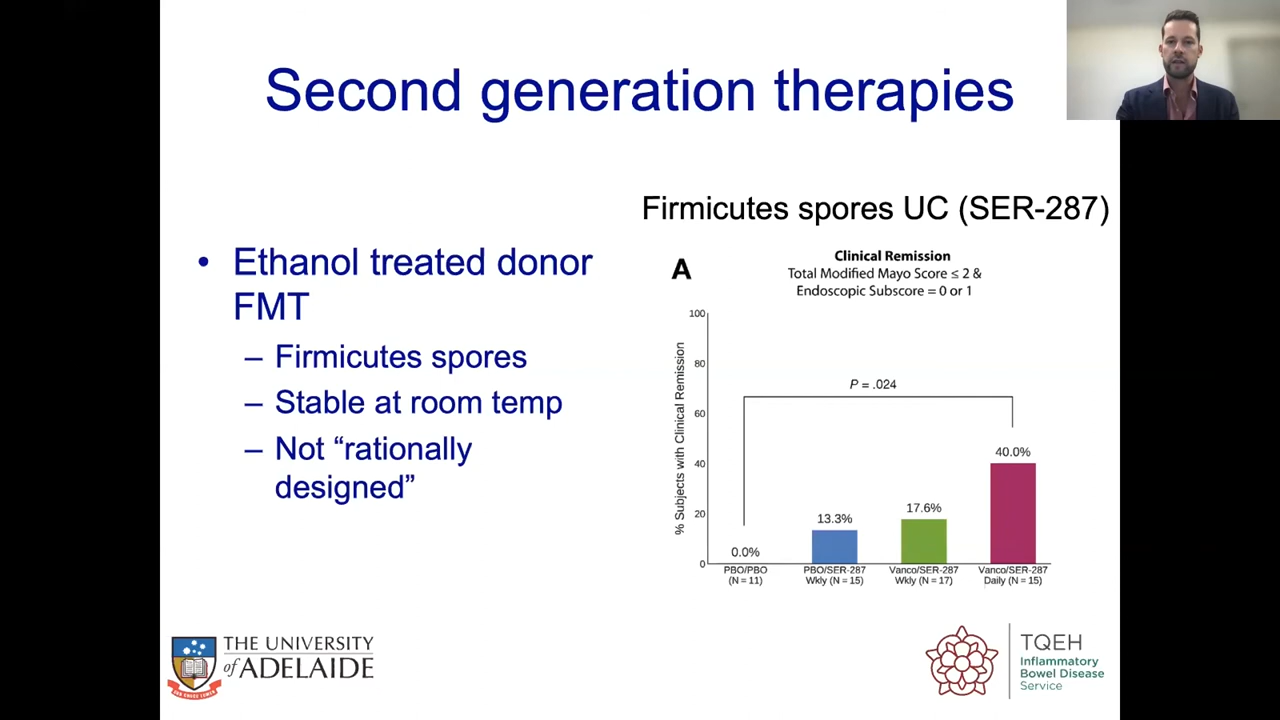 Second generation therapies
Firmicutes spores UC (SER-287)
• Ethanol treated donor
FMT
– Firmicutes spores
– Stable at room temp
– Not “rationally
designed”
A
Clinical Remission
Total Modified Mayo Score ≤ 2 &
Endoscopic Subscore = 0 or 1
% Subjects with Clinical Remission
100
80
60
40
20
0
P = .024
0.0%
13.3%
17.6%
40.0%
PBO/PBO
(N = 11)
PBO/SER-287
Wkly (N = 15)
Vanco/SER-287
Wkly (N = 17)
Vanco/SER-287
Daily (N = 15)
THE UNIVERSITY
of ADELAIDE
TQEH
Inflammatory
Bowel Disease
Service